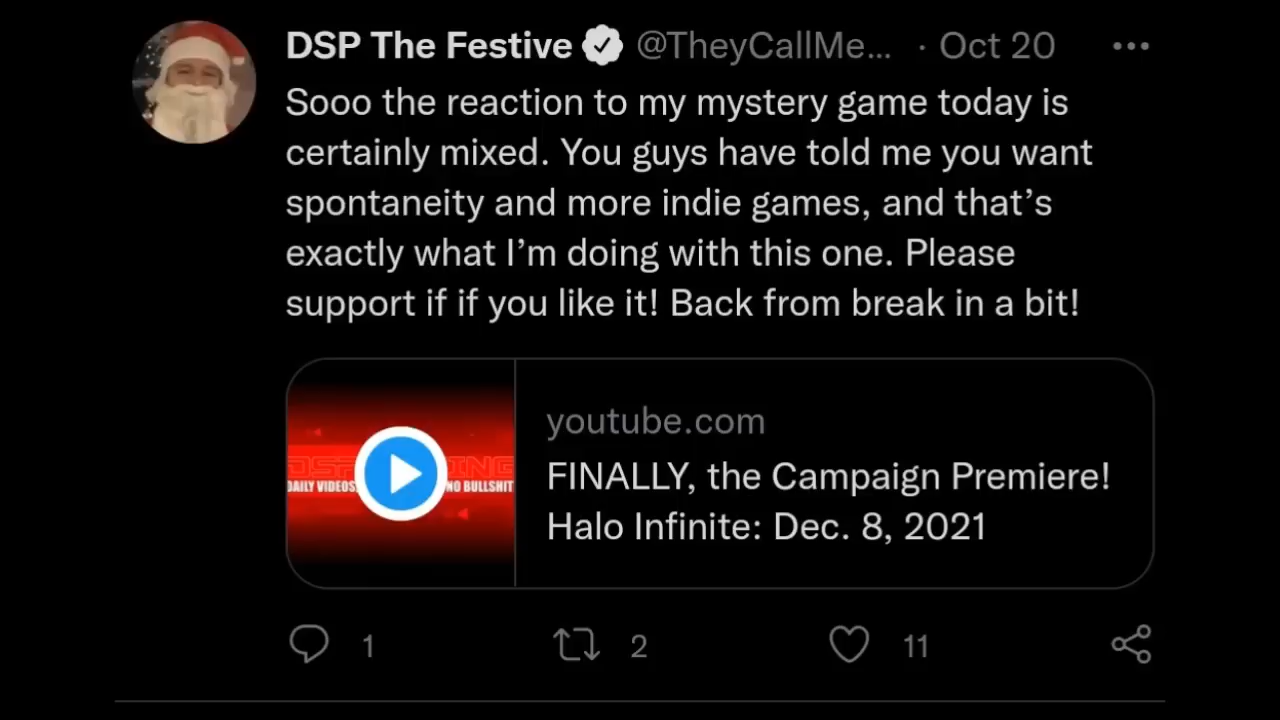 DSP The Festive @TheyCallMe... · Oct 20
Sooo the reaction to my mystery game today is
certainly mixed. You guys have told me you want
spontaneity and more indie games, and that's
exactly what I'm doing with this one. Please
support if if you like it! Back from break in a bit!
youtube.com
FINALLY, the Campaign Premiere!
Halo Infinite: Dec. 8, 2021
DAILY VIDEOS, NO BULLSHIT
1 2 11